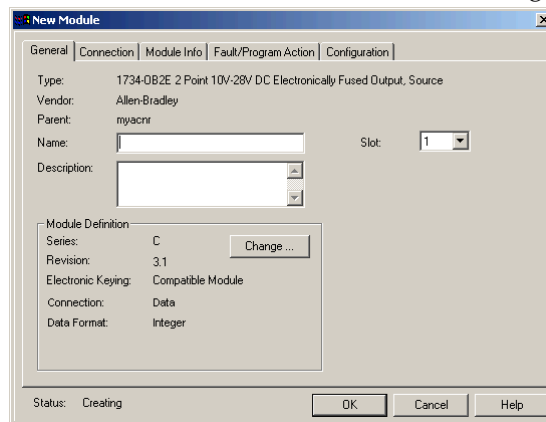 New Module
General Connection Module Info Fault/Program Action Configuration
Type: 1734-OB2E 2 Point 10V-28V DC Electronically Fused Output, Source
Vendor: Allen-Bradley
Parent: myacnr
Name: Slot: 1
Description:
Module Definition
Series: C Change ...
Revision: 3.1
Electronic Keying: Compatible Module
Connection: Data
Data Format: Integer
Status: Creating OK Cancel Help